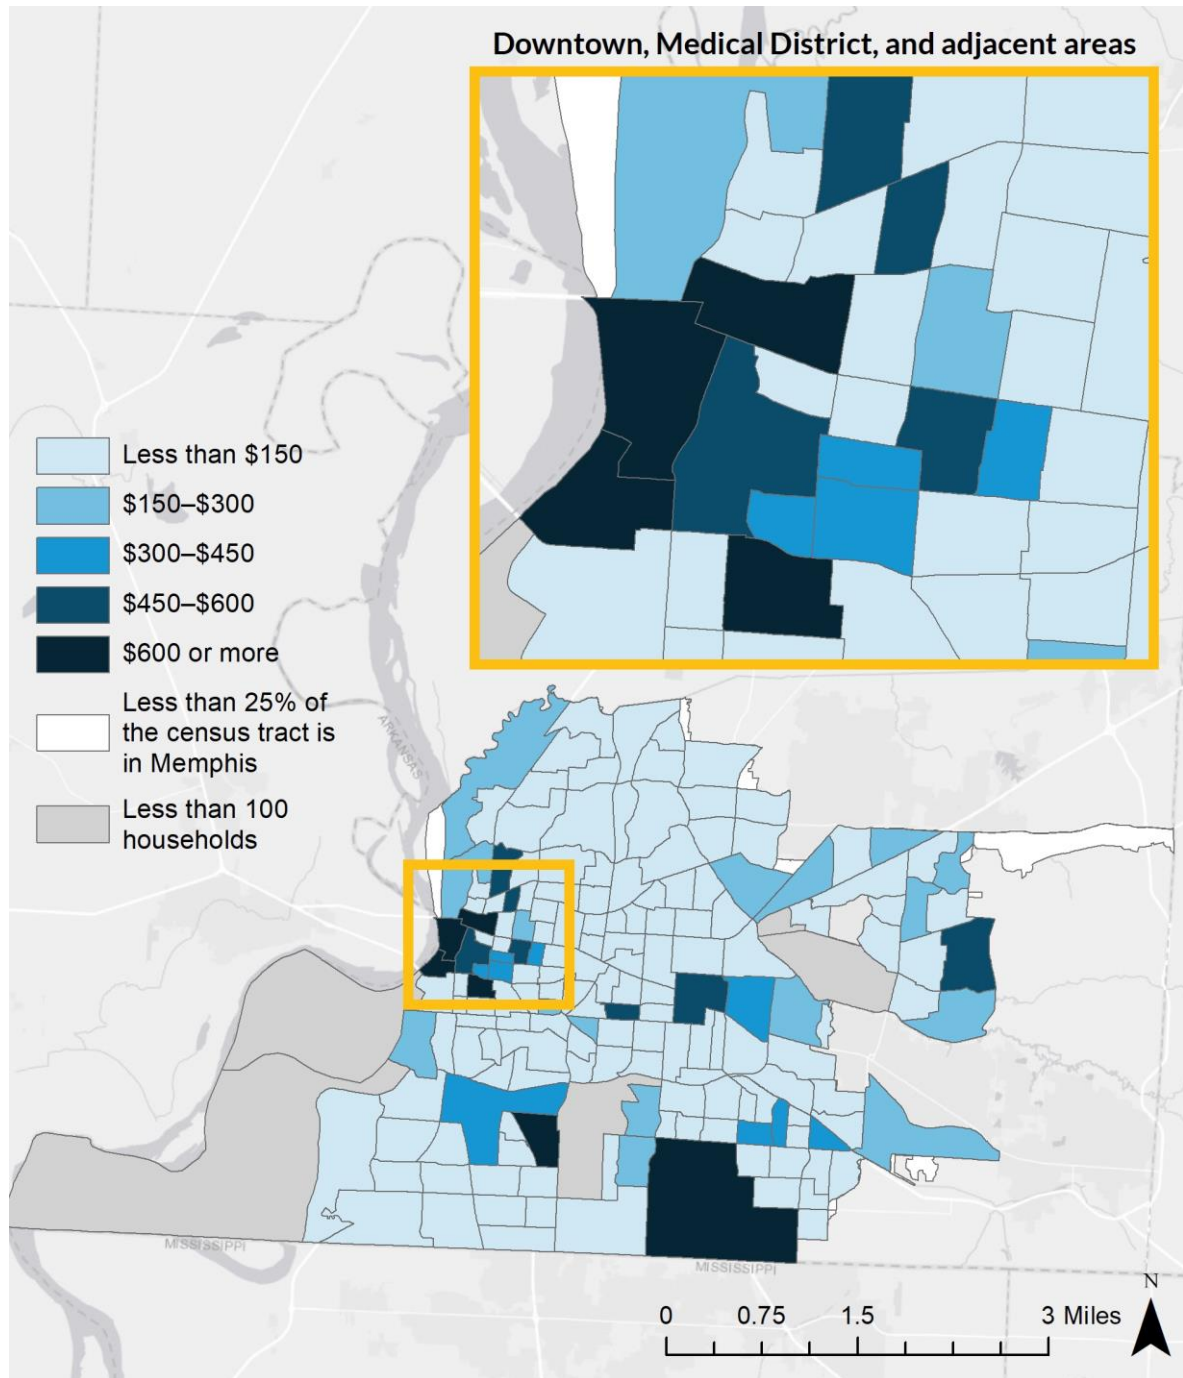 Downtown, Medical District, and adjacent areas
Less than $150
$150–$300
$300–$450
$450–$600
$600 or more
Less than 25% of
the census tract is
in Memphis
Less than 100
households
ARKANSAS
MISSISSIPPI
MISSISSIPPI
N
0 0.75 1.5 3 Miles